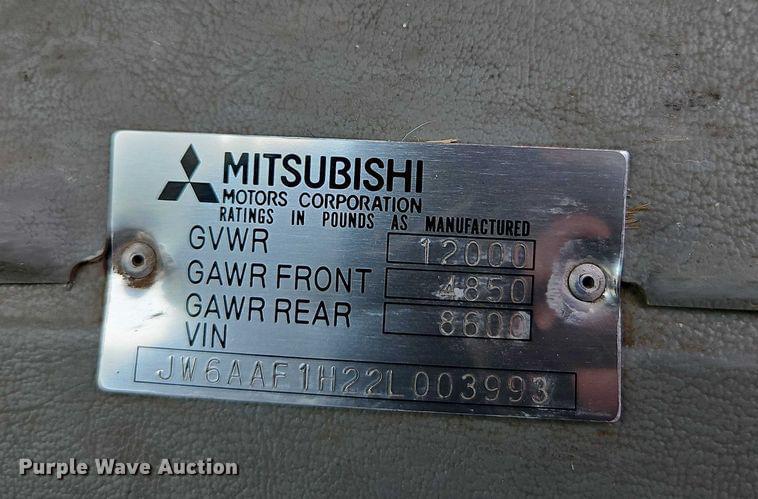 MITSUBISHI
MOTORS CORPORATION
RATINGS IN POUNDS AS MANUFACTURED
GVWR 12000
GAWR FRONT 4850
GAWR REAR 8600
VIN
JW6AAF1H22L003993
Purple Wave Auction